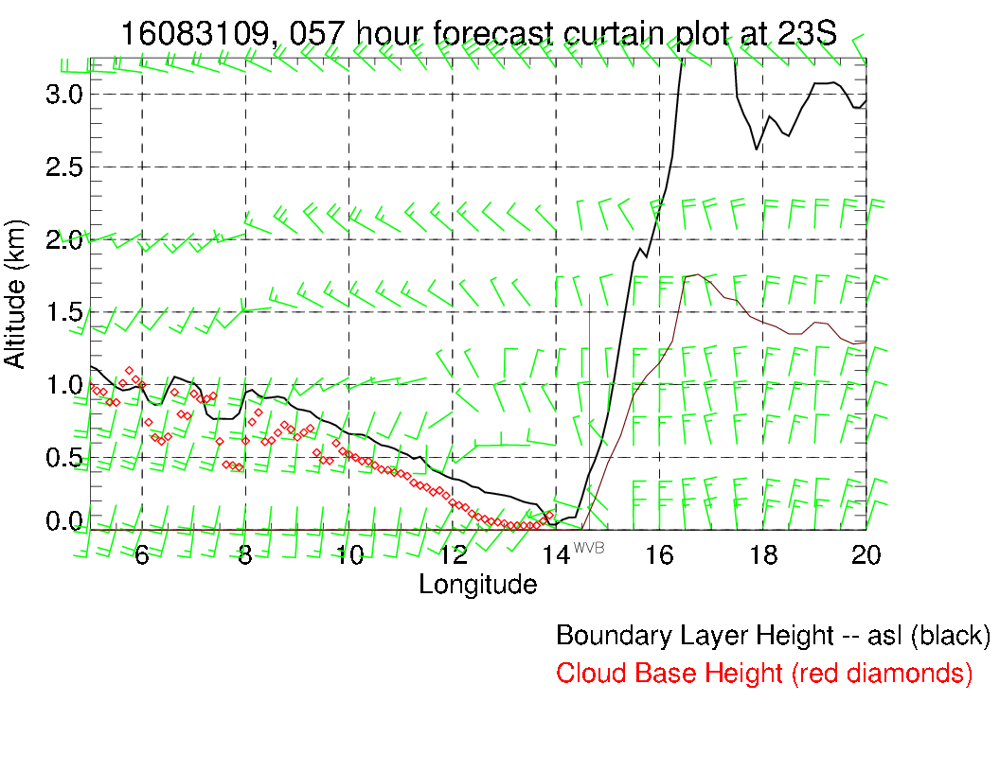 16083109, 057 hour forecast curtain plot at 23S
3.0
2.5
2.0
1.5
1.0
0.5
0.0
Altitude (km)
6 8 10 12 14 16 18 20
WVB
Longitude
Boundary Layer Height -- asl (black)
Cloud Base Height (red diamonds)